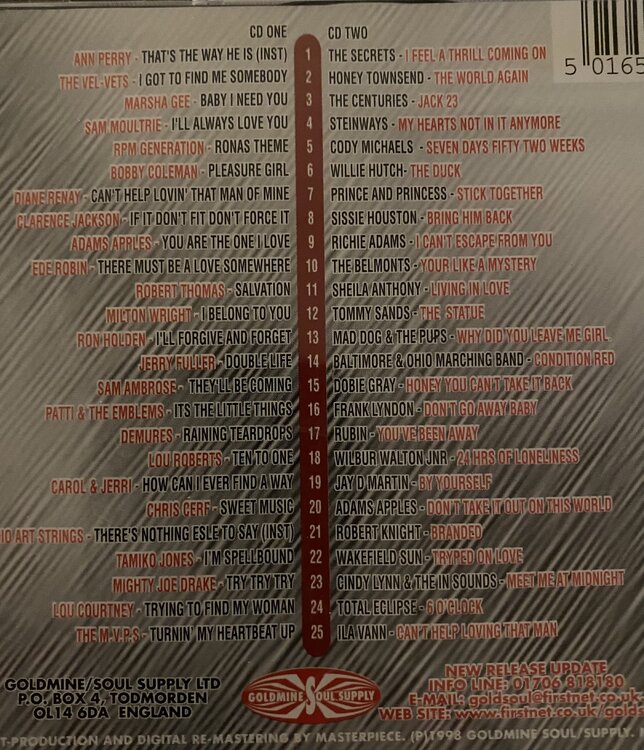 CD ONE CD TWO
5 0165
ANN PERRY - THAT'S THE WAY HE IS (INST) 1 THE SECRETS - I FEEL A THRILL COMING ON
THE VEL-VETS - I GOT TO FIND ME SOMEBODY 2 HONEY TOWNSEND - THE WORLD AGAIN
MARSHA GEE - BABY I NEED YOU 3 THE CENTURIES - JACK 23
SAM MOULTRIE - I'LL ALWAYS LOVE YOU 4 STEINWAYS - MY HEARTS NOT IN IT ANYMORE
RPM GENERATION - RONAS THEME 5 CODY MICHAELS - SEVEN DAYS FIFTY TWO WEEKS
BOBBY COLEMAN - PLEASURE GIRL 6 WILLIE HUTCH- THE DUCK
DIANE RENAY - CAN'T HELP LOVIN' THAT MAN OF MINE 7 PRINCE AND PRINCESS - STICK TOGETHER
CLARENCE JACKSON - IF IT DON'T FIT DON'T FORCE IT 8 SISSIE HOUSTON - BRING HIM BACK
ADAMS APPLES - YOU ARE THE ONE I LOVE 9 RICHIE ADAMS - I CAN'T ESCAPE FROM YOU
EDE ROBIN - THERE MUST BE A LOVE SOMEWHERE 10 THE BELMONTS - YOUR LIKE A MYSTERY
ROBERT THOMAS - SALVATION 11 SHEILA ANTHONY - LIVING IN LOVE
MILTON WRIGHT - I BELONG TO YOU 12 TOMMY SANDS - THE STATUE
RON HOLDEN - I'LL FORGIVE AND FORGET 13 MAD DOG & THE PUPS - WHY DID YOU LEAVE ME GIRL
JERRY FULLER - DOUBLE LIFE 14 BALTIMORE & OHIO MARCHING BAND - CONDITION RED
SAM AMBROSE - THEY'LL BE COMING 15 DOBIE GRAY - HONEY YOU CAN'T TAKE IT BACK
PATTI & THE EMBLEMS - ITS THE LITTLE THINGS 16 FRANK LYNDON - DON'T GO AWAY BABY
DEMURES - RAINING TEARDROPS 17 RUBIN - YOU'VE BEEN AWAY
LOU ROBERTS - TEN TO ONE 18 WILBUR WALTON JNR - 24 HRS OF LONELINESS
CAROL & JERRI - HOW CAN I EVER FIND A WAY 19 JAY D MARTIN - BY YOURSELF
CHRIS CERF - SWEET MUSIC 20 ADAMS APPLES - DON'T TAKE IT OUT ON THIS WORLD
IO ART STRINGS - THERE'S NOTHING ESLE TO SAY (INST) 21 ROBERT KNIGHT - BRANDED
TAMIKO JONES - I'M SPELLBOUND 22 WAKEFIELD SUN - TRYPED ON LOVE
MIGHTY JOE DRAKE - TRY TRY TRY 23 CINDY LYNN & THE IN SOUNDS - MEET ME AT MIDNIGHT
LOU COURTNEY - TRYING TO FIND MY WOMAN 24 TOTAL ECLIPSE - 6 O'CLOCK
THE M.V.P.S - TURNIN' MY HEARTBEAT UP 25 ILA VANN - CAN'T HELP LOVING THAT MAN
GOLDMINE/SOUL SUPPLY LTD
P.O. BOX 4, TODMORDEN
OL14 6DA ENGLAND
GOLDMINE SOUL SUPPLY
NEW RELEASE UPDATE
INFO LINE: 01706 818180
E-MAIL: goldsoul@firstnet.co.uk
WEB SITE: www.firstnet.co.uk/golds
T-PRODUCTION AND DIGITAL RE-MASTERING BY MASTERPIECE. (P)1998 GOLDMINE SOUL/SUPPLY.